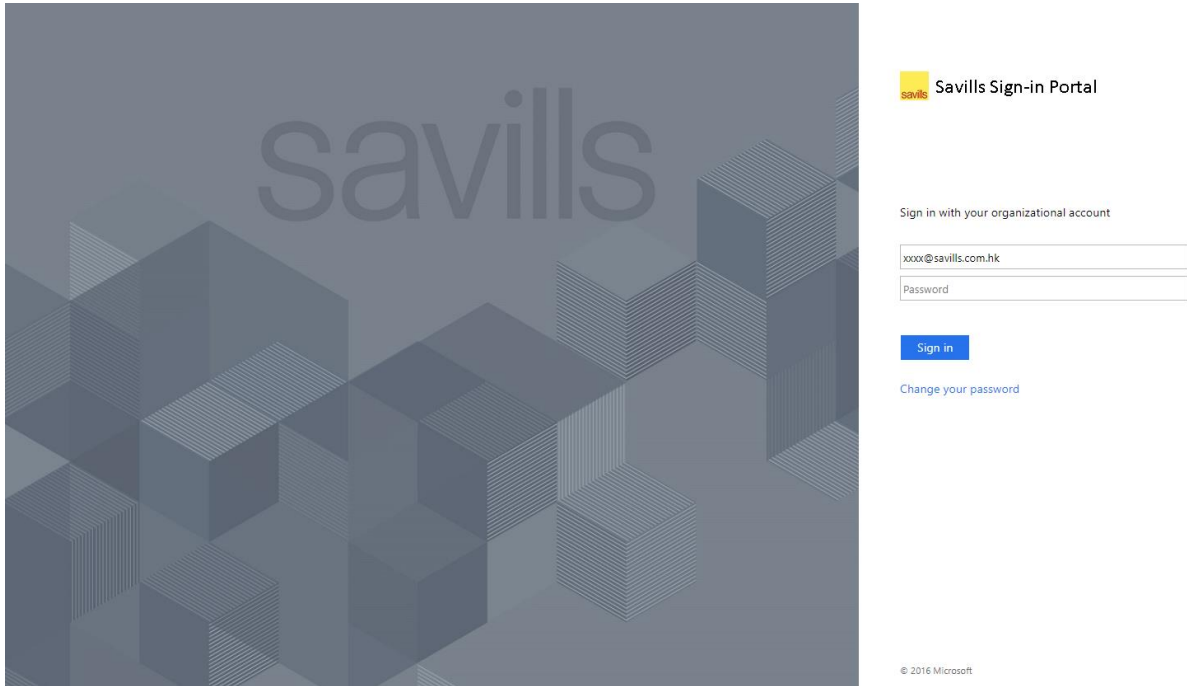 savills
savills
Savills Sign-in Portal
Sign in with your organizational account
xxxx@savills.com.hk
Password
Sign in
Change your password
© 2016 Microsoft